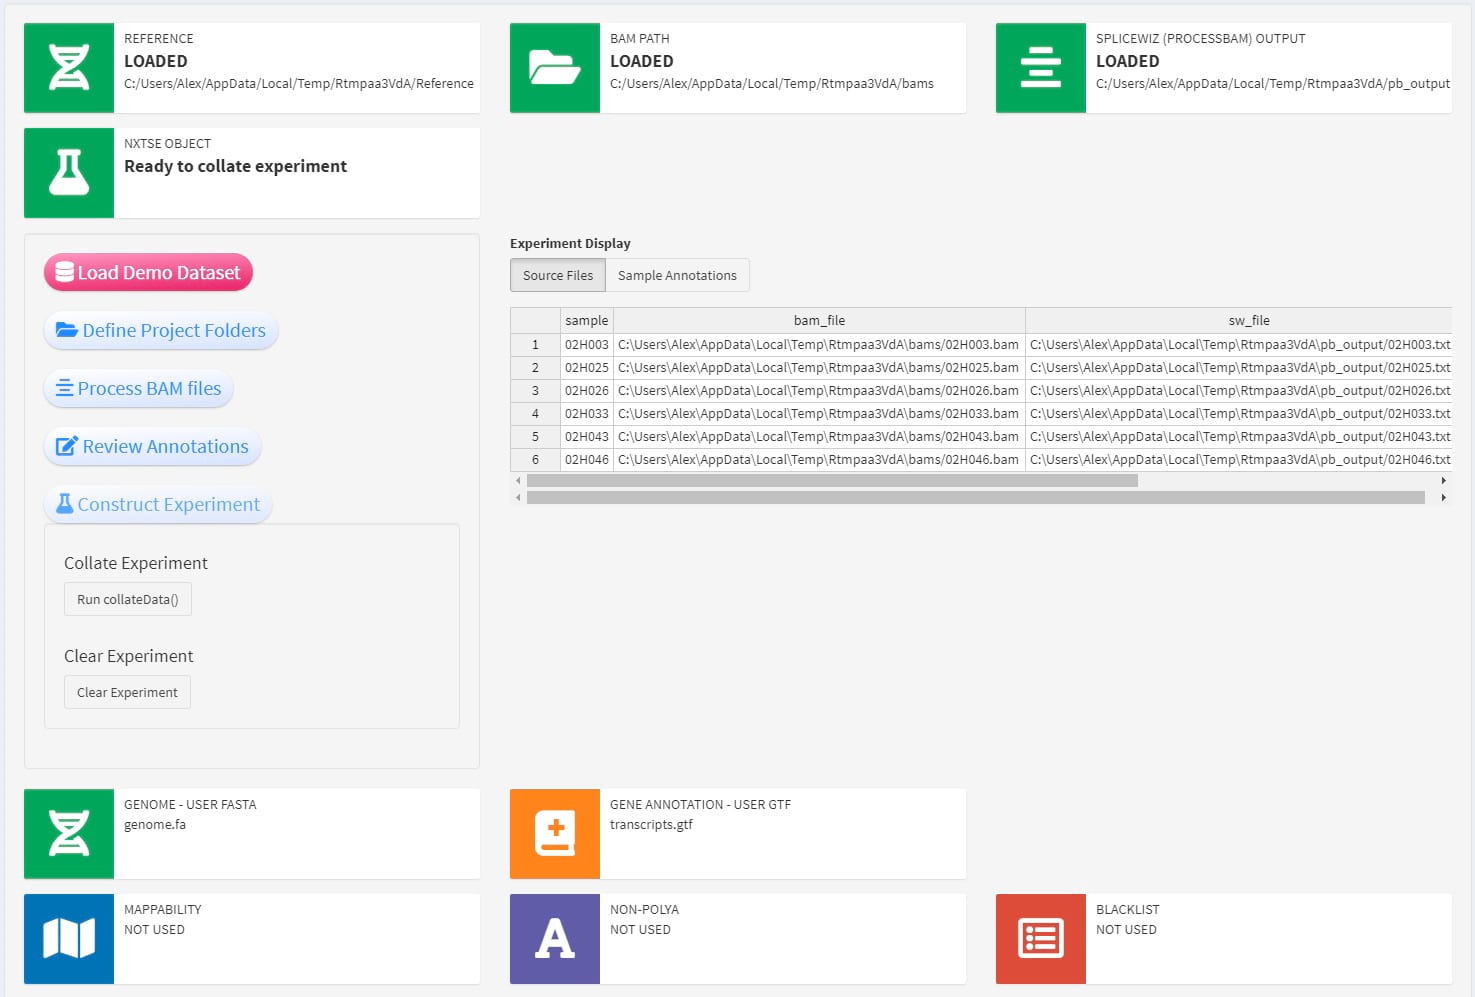 REFERENCE
LOADED
C:/Users/Alex/AppData/Local/Temp/Rtmpaa3VdA/Reference
BAM PATH
LOADED
C:/Users/Alex/AppData/Local/Temp/Rtmpaa3VdA/bams
SPLICEWIZ (PROCESSBAM) OUTPUT
LOADED
C:/Users/Alex/AppData/Local/Temp/Rtmpaa3VdA/pb_output
NXTSE OBJECT
Ready to collate experiment
Load Demo Dataset
Define Project Folders
Process BAM files
Review Annotations
Construct Experiment
Collate Experiment
Run collateData()
Clear Experiment
Clear Experiment
Experiment Display
Source Files Sample Annotations
sample bam_file sw_file
1 02H003 C:\Users\Alex\AppData\Local\Temp\Rtmpaa3VdA\bams/02H003.bam C:\Users\Alex\AppData\Local\Temp\Rtmpaa3VdA\pb_output/02H003.txt
2 02H025 C:\Users\Alex\AppData\Local\Temp\Rtmpaa3VdA\bams/02H025.bam C:\Users\Alex\AppData\Local\Temp\Rtmpaa3VdA\pb_output/02H025.txt
3 02H026 C:\Users\Alex\AppData\Local\Temp\Rtmpaa3VdA\bams/02H026.bam C:\Users\Alex\AppData\Local\Temp\Rtmpaa3VdA\pb_output/02H026.txt
4 02H033 C:\Users\Alex\AppData\Local\Temp\Rtmpaa3VdA\bams/02H033.bam C:\Users\Alex\AppData\Local\Temp\Rtmpaa3VdA\pb_output/02H033.txt
5 02H043 C:\Users\Alex\AppData\Local\Temp\Rtmpaa3VdA\bams/02H043.bam C:\Users\Alex\AppData\Local\Temp\Rtmpaa3VdA\pb_output/02H043.txt
6 02H046 C:\Users\Alex\AppData\Local\Temp\Rtmpaa3VdA\bams/02H046.bam C:\Users\Alex\AppData\Local\Temp\Rtmpaa3VdA\pb_output/02H046.txt
GENOME - USER FASTA
genome.fa
GENE ANNOTATION - USER GTF
transcripts.gtf
MAPPABILITY
NOT USED
A
NON-POLYA
NOT USED
BLACKLIST
NOT USED